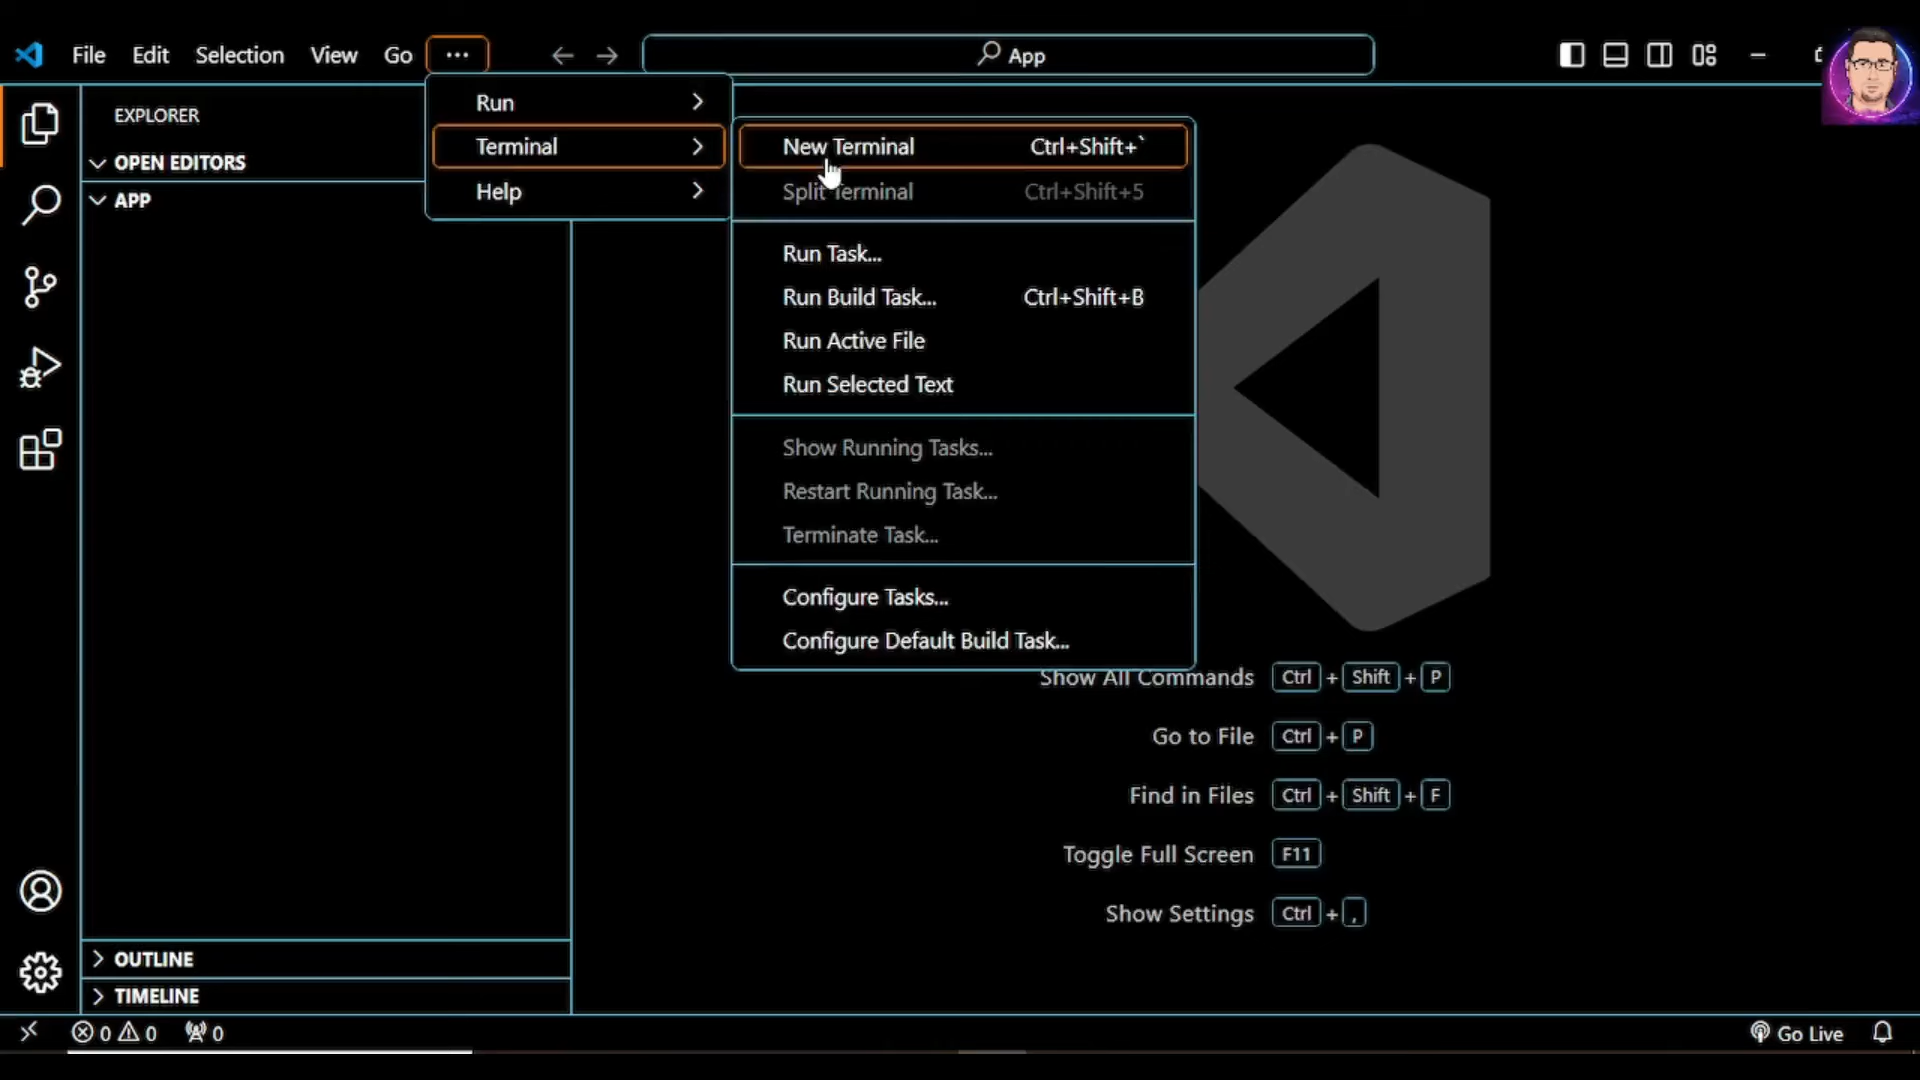 File Edit Selection View Go ··· App
EXPLORER
OPEN EDITORS
APP
OUTLINE
TIMELINE
Run
Terminal
Help
New Terminal Ctrl+Shift+`
Split Terminal Ctrl+Shift+5
Run Task...
Run Build Task... Ctrl+Shift+B
Run Active File
Run Selected Text
Show Running Tasks...
Restart Running Task...
Terminate Task...
Configure Tasks...
Configure Default Build Task...
Show All Commands Ctrl + Shift + P
Go to File Ctrl + P
Find in Files Ctrl + Shift + F
Toggle Full Screen F11
Show Settings Ctrl + ,
0 0 0 Go Live